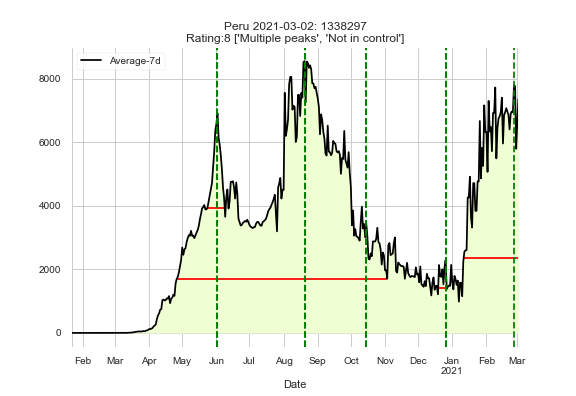 Peru 2021-03-02: 1338297
Rating:8 ['Multiple peaks', 'Not in control']
Average-7d
8000
6000
4000
2000
0
Feb Mar Apr May Jun Jul Aug Sep Oct Nov Dec Jan Feb Mar
2021
Date